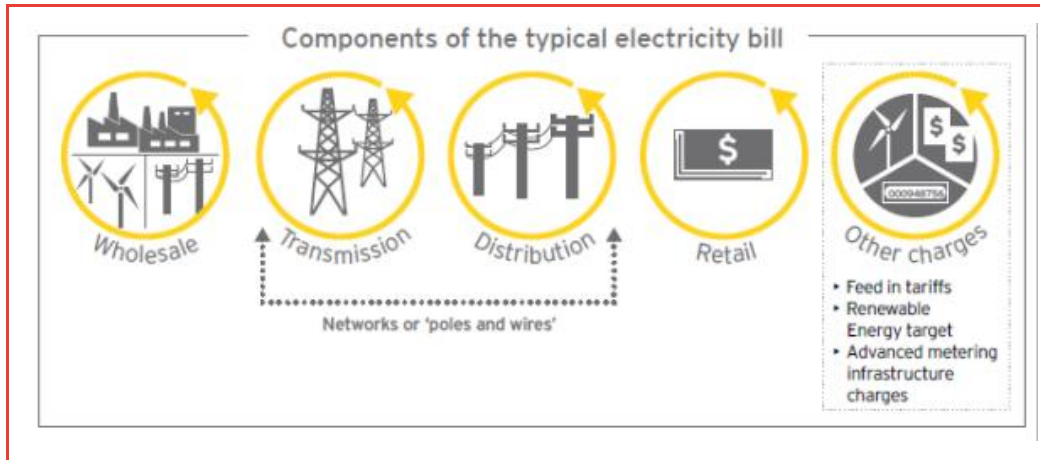 Components of the typical electricity bill
$
$
$
000948756
Wholesale
Transmission
Distribution
Retail
Other charges
Networks or 'poles and wires'
‣ Feed in tariffs
‣ Renewable
Energy target
‣ Advanced metering
infrastructure
charges